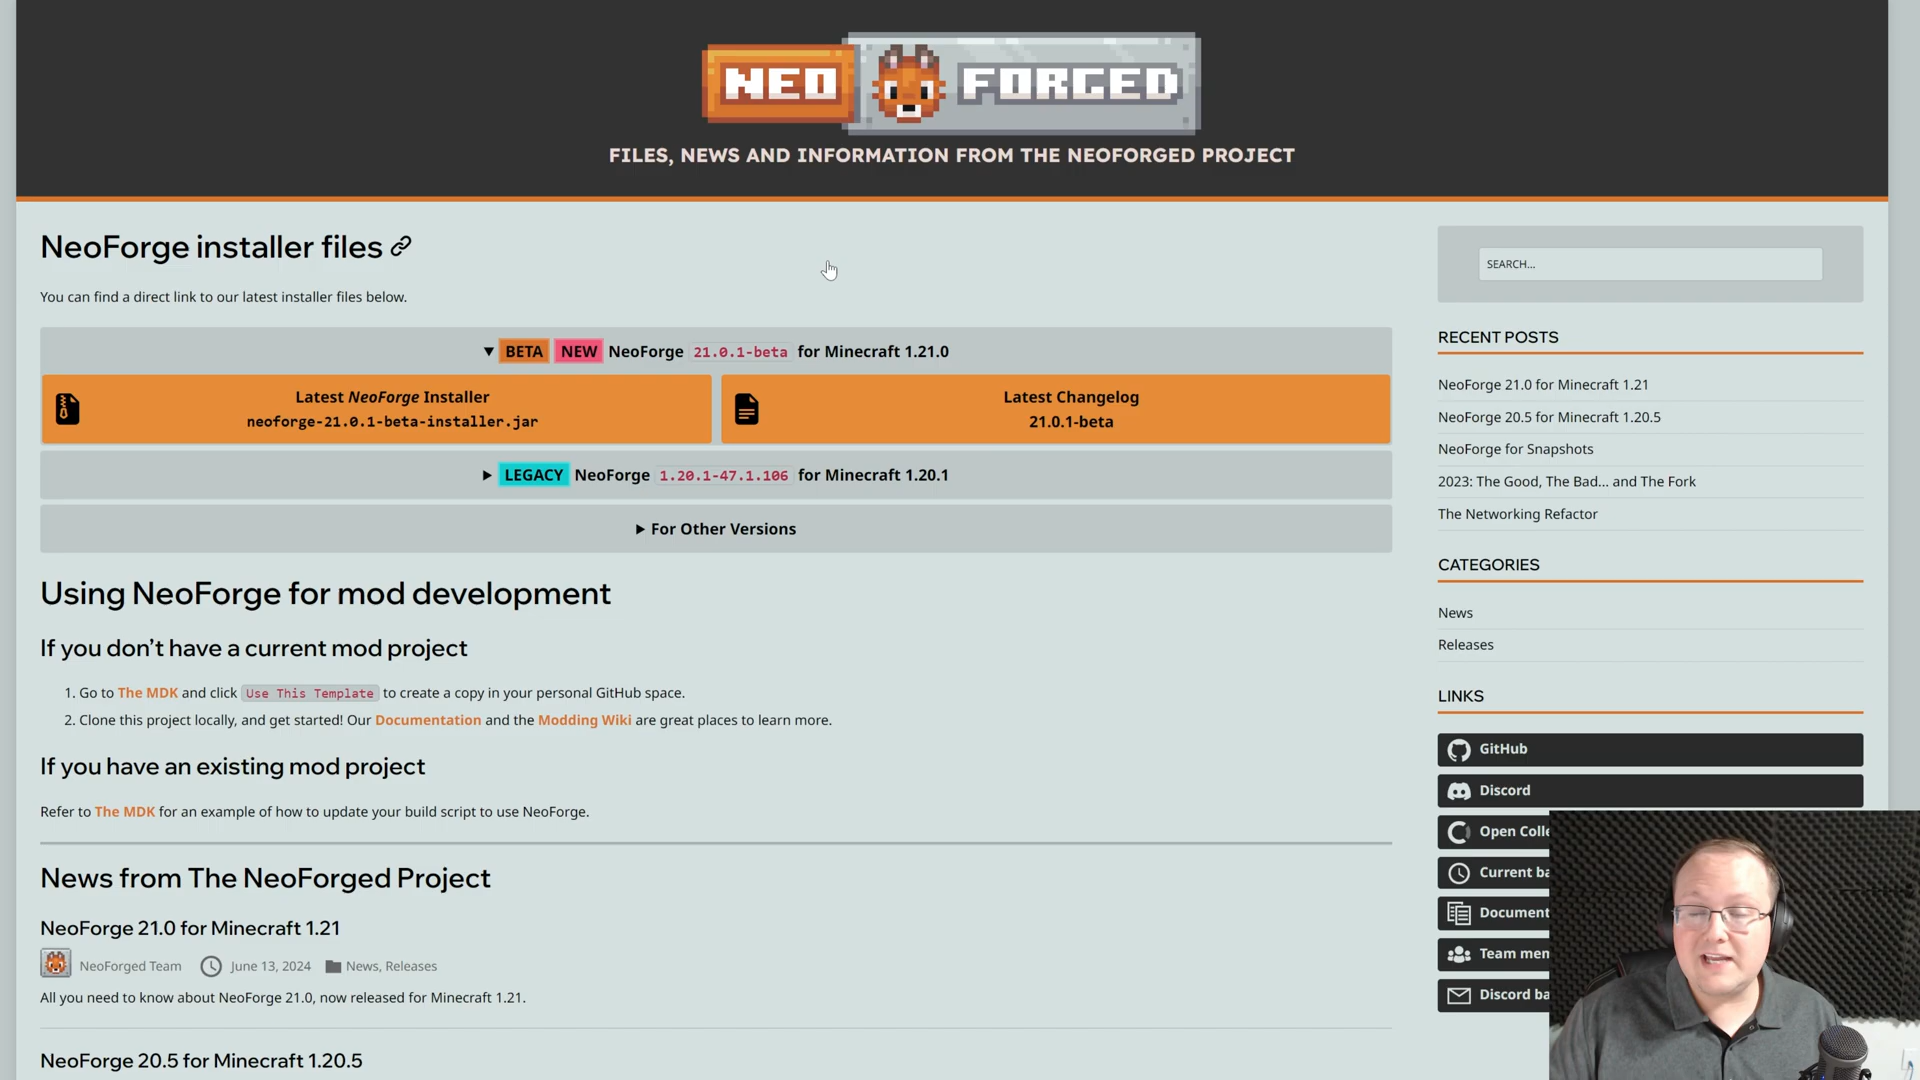 NEO FORGED
FILES, NEWS AND INFORMATION FROM THE NEOFORGED PROJECT
NeoForge installer files
You can find a direct link to our latest installer files below.
▼ BETA NEW NeoForge 21.0.1-beta for Minecraft 1.21.0
Latest NeoForge Installer
neoforge-21.0.1-beta-installer.jar
Latest Changelog
21.0.1-beta
▶ LEGACY NeoForge 1.20.1-47.1.106 for Minecraft 1.20.1
▶ For Other Versions
Using NeoForge for mod development
If you don’t have a current mod project
1. Go to The MDK and click Use This Template to create a copy in your personal GitHub space.
2. Clone this project locally, and get started! Our Documentation and the Modding Wiki are great places to learn more.
If you have an existing mod project
Refer to The MDK for an example of how to update your build script to use NeoForge.
News from The NeoForged Project
NeoForge 21.0 for Minecraft 1.21
NeoForged Team June 13, 2024 News, Releases
All you need to know about NeoForge 21.0, now released for Minecraft 1.21.
NeoForge 20.5 for Minecraft 1.20.5
SEARCH...
RECENT POSTS
NeoForge 21.0 for Minecraft 1.21
NeoForge 20.5 for Minecraft 1.20.5
NeoForge for Snapshots
2023: The Good, The Bad... and The Fork
The Networking Refactor
CATEGORIES
News
Releases
LINKS
GitHub
Discord
Open Colle
Current ba
Document
Team mem
Discord ba